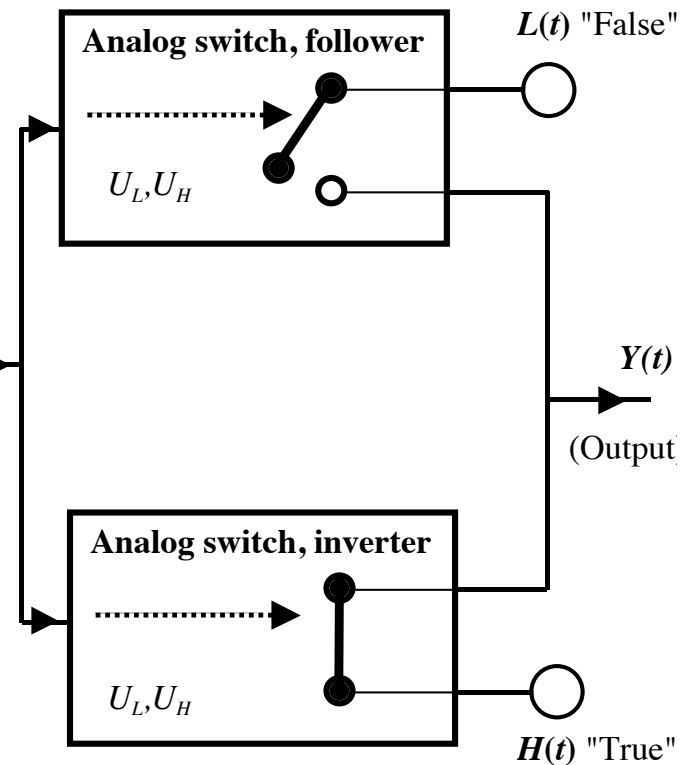 L(t) "False"
Analog switch, follower
U_L,U_H
Y(t)
(Output)
Analog switch, inverter
U_L,U_H
H(t) "True"